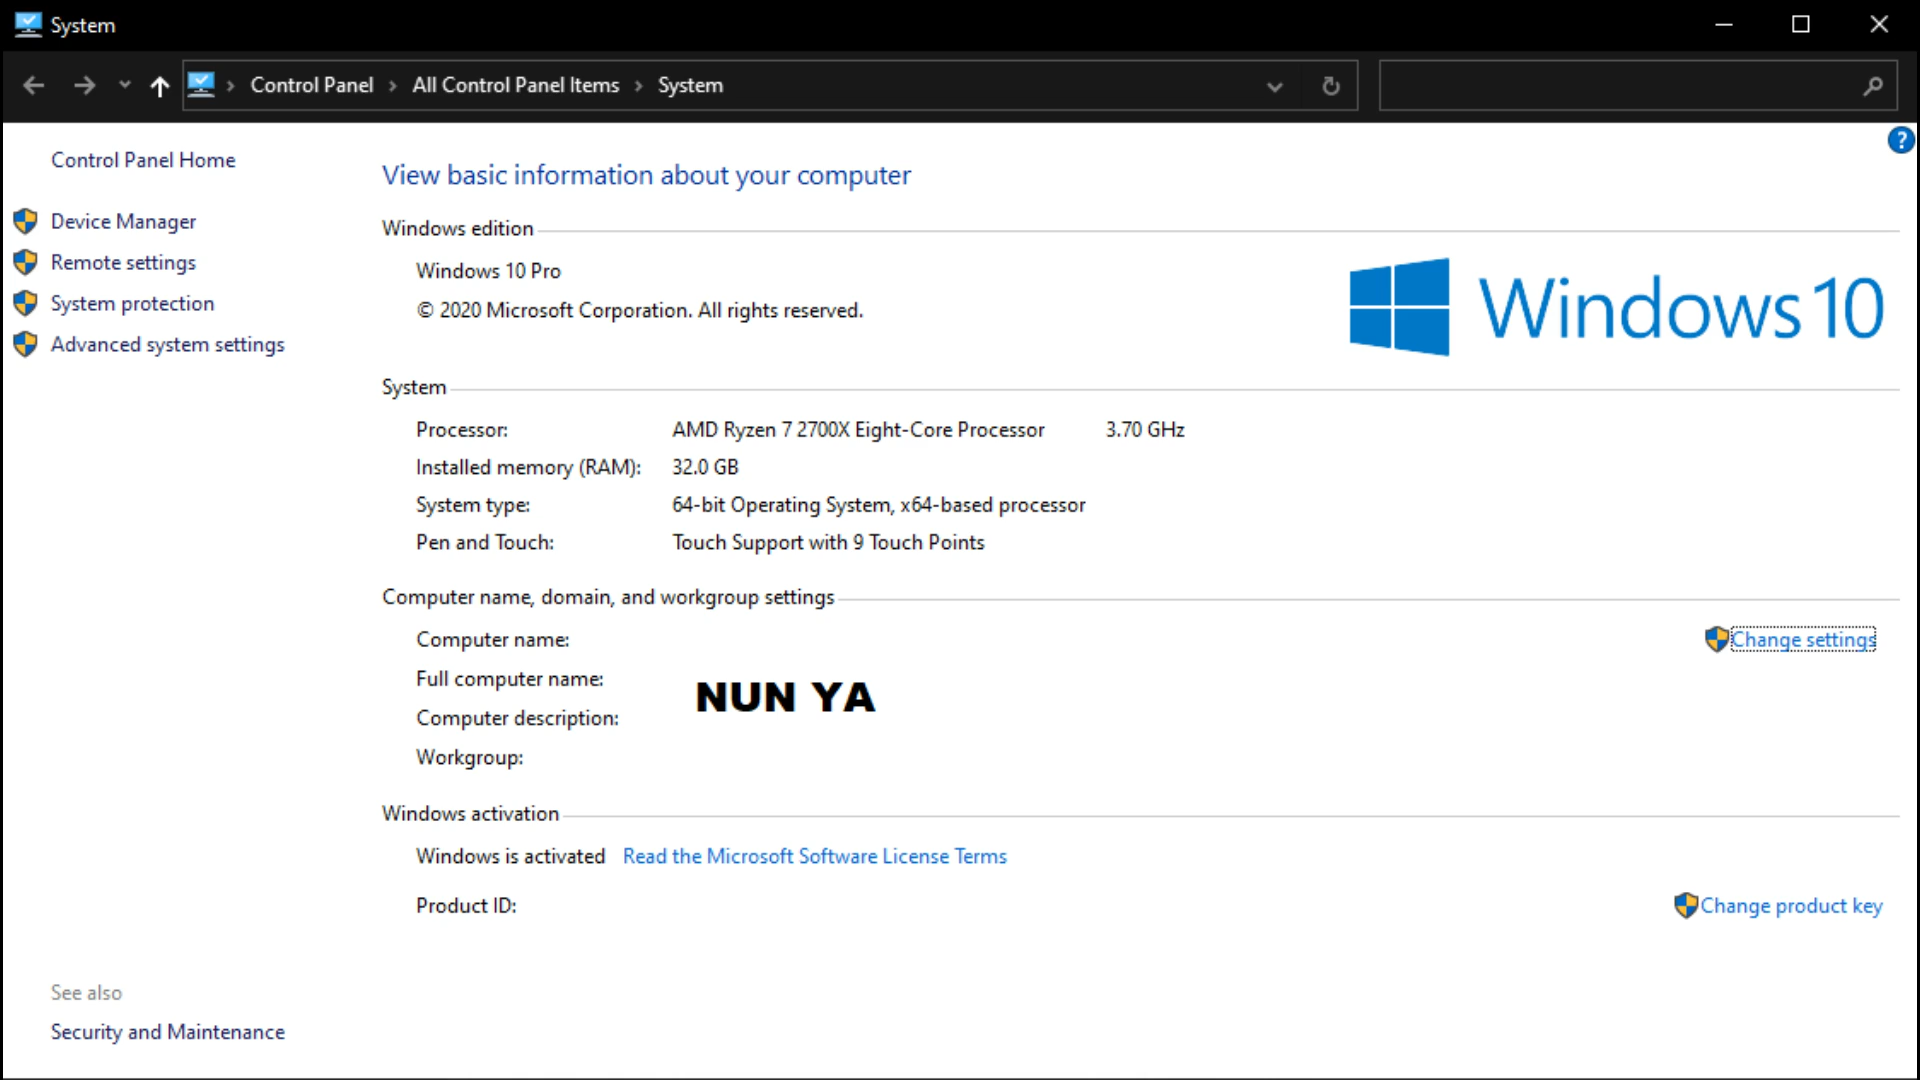 System
Control Panel > All Control Panel Items > System
?
Control Panel Home
Device Manager
Remote settings
System protection
Advanced system settings
View basic information about your computer
Windows edition
Windows 10 Pro
© 2020 Microsoft Corporation. All rights reserved.
Windows 10
System
Processor: AMD Ryzen 7 2700X Eight-Core Processor 3.70 GHz
Installed memory (RAM): 32.0 GB
System type: 64-bit Operating System, x64-based processor
Pen and Touch: Touch Support with 9 Touch Points
Computer name, domain, and workgroup settings
Computer name:
Change settings
Full computer name:
NUN YA
Computer description:
Workgroup:
Windows activation
Windows is activated Read the Microsoft Software License Terms
Product ID:
Change product key
See also
Security and Maintenance